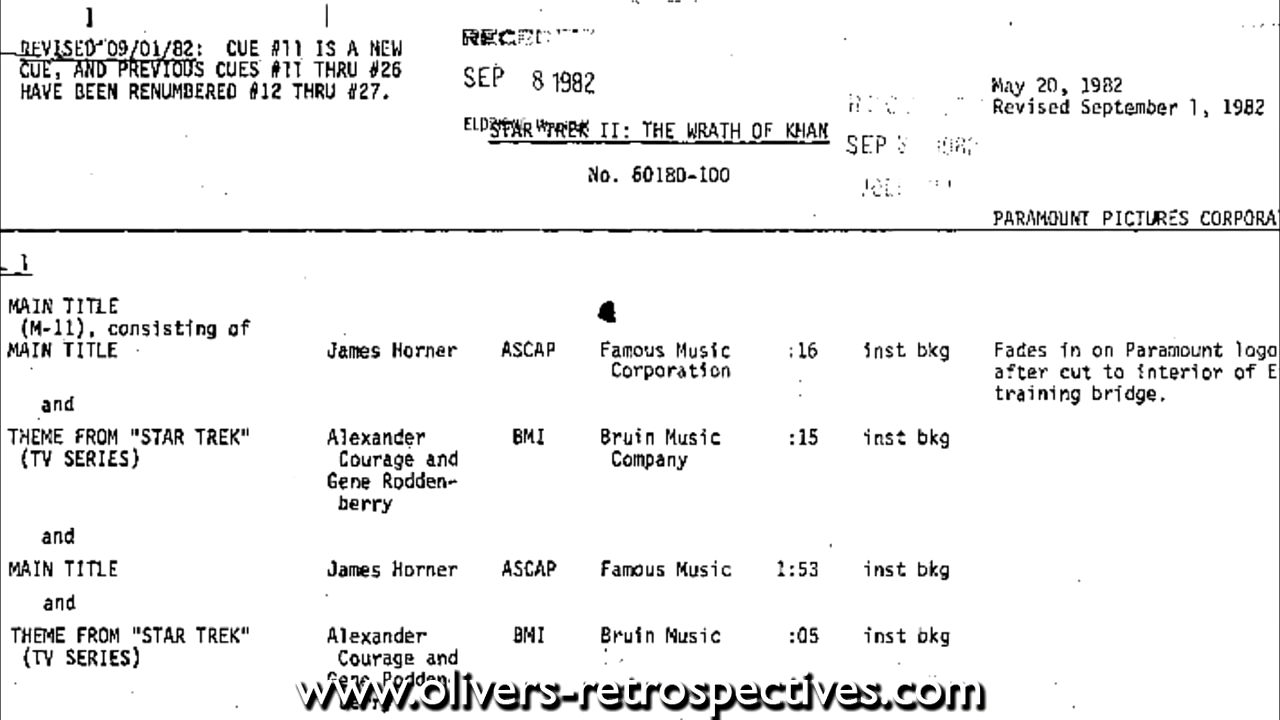 REVISED 09/01/82: CUE #11 IS A NEW
CUE, AND PREVIOUS CUES #11 THRU #26
HAVE BEEN RENUMBERED #12 THRU #27.
SEP 8 1982
May 20, 1982
Revised September 1, 1982
STAR TREK II: THE WRATH OF KHAN
SEP
No. 60180-100
PARAMOUNT PICTURES CORPORA
1
MAIN TITLE
(M-11), consisting of
MAIN TITLE James Horner ASCAP Famous Music :16 inst bkg Fades in on Paramount logo
Corporation after cut to interior of E
training bridge.
and
THEME FROM "STAR TREK" Alexander BMI Bruin Music :15 inst bkg
(TV SERIES) Courage and Company
Gene Rodden-
berry
and
MAIN TITLE James Horner ASCAP Famous Music 1:53 inst bkg
and
THEME FROM "STAR TREK" Alexander BMI Bruin Music :05 inst bkg
(TV SERIES) Courage and
Gene Rodden-
berry
www.olivers-retrospectives.com